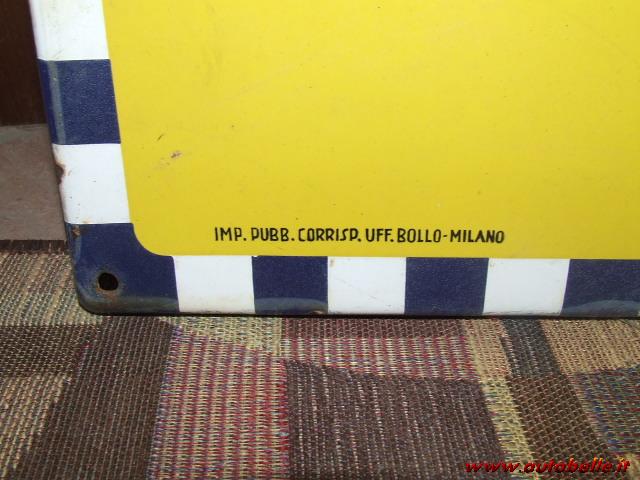 IMP. PUBB. CORRISP. UFF. BOLLO-MILANO
www.autobelle.it